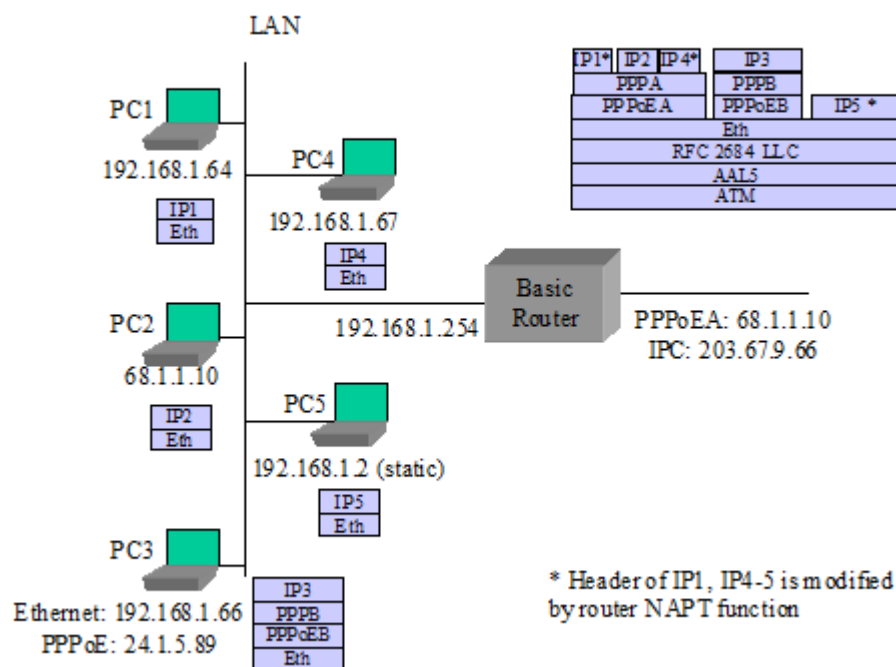 LAN
PC1
192.168.1.64
IP1
Eth
PC4
192.168.1.67
IP4
Eth
IP1* IP2 IP4* IP3
PPPA PPPB
PPPoEA PPPoEB IP5 *
Eth
RFC 2684 LLC
AAL5
ATM
Basic
Router
192.168.1.254
PPPoEA: 68.1.1.10
IPC: 203.67.9.66
PC2
68.1.1.10
IP2
Eth
PC5
192.168.1.2 (static)
IP5
Eth
PC3
Ethernet: 192.168.1.66
PPPoE: 24.1.5.89
IP3
PPPB
PPPoEB
Eth
* Header of IP1, IP4-5 is modified
by router NAPT function